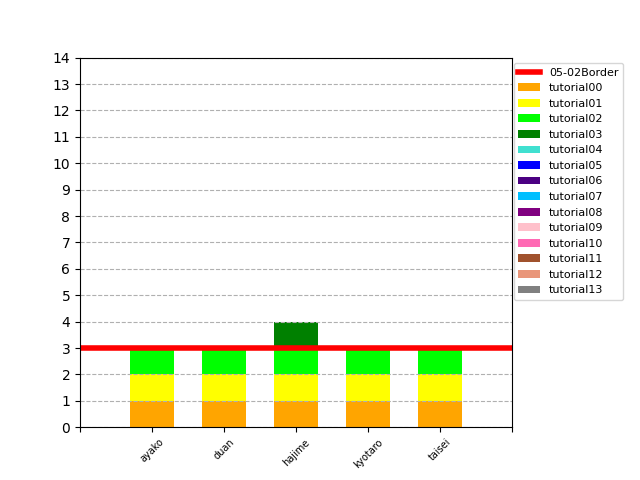 14
13
12
11
10
9
8
7
6
5
4
3
2
1
0
ayako
duan
hajime
kyotaro
taisei
05-02Border
tutorial00
tutorial01
tutorial02
tutorial03
tutorial04
tutorial05
tutorial06
tutorial07
tutorial08
tutorial09
tutorial10
tutorial11
tutorial12
tutorial13